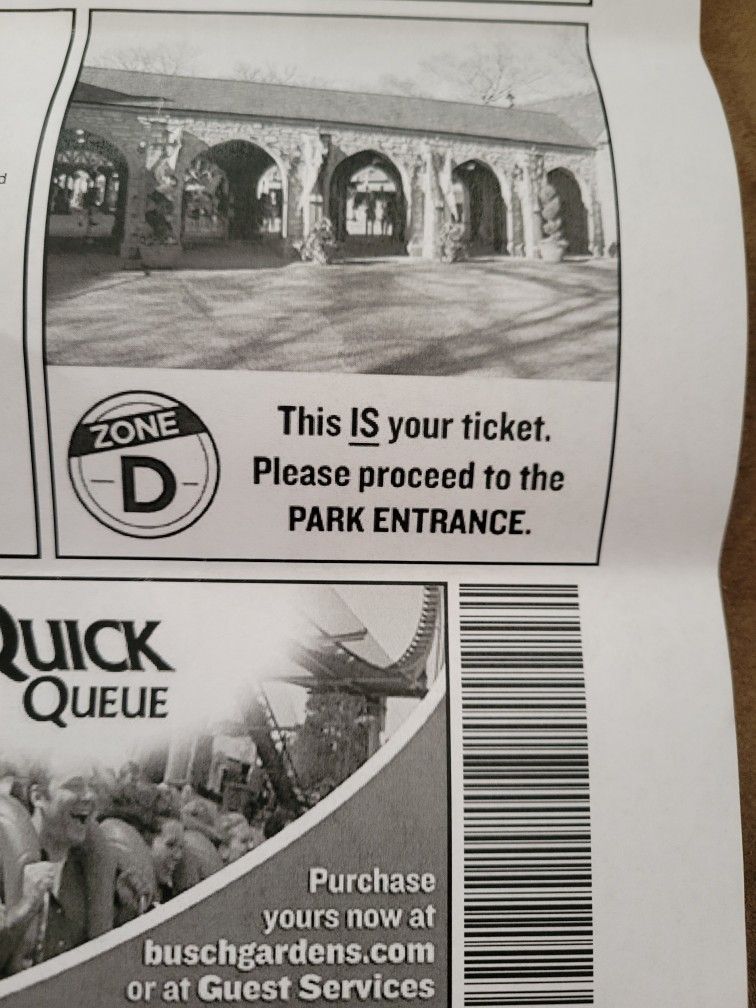 d
ZONE
D
This IS your ticket.
Please proceed to the
PARK ENTRANCE.
QUICK
QUEUE
Purchase
yours now at
buschgardens.com
or at Guest Services